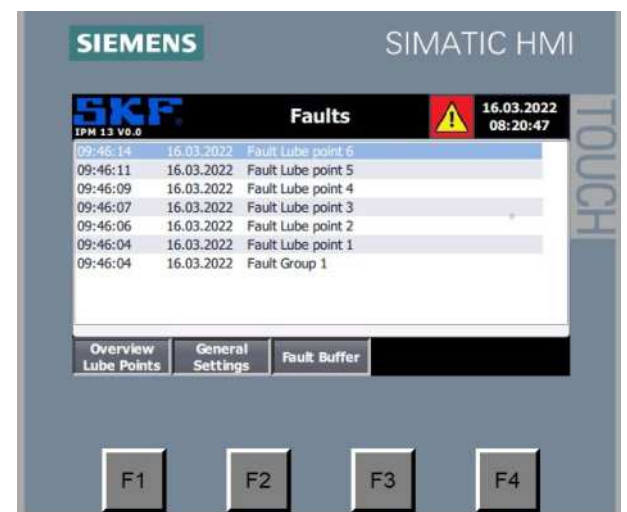 SIEMENS
SIMATIC HMI
SKF
IPM 13 V0.0
Faults
16.03.2022
08:20:47
TOUCH
09:46:14 16.03.2022 Fault Lube point 6
09:46:11 16.03.2022 Fault Lube point 5
09:46:09 16.03.2022 Fault Lube point 4
09:46:07 16.03.2022 Fault Lube point 3
09:46:06 16.03.2022 Fault Lube point 2
09:46:04 16.03.2022 Fault Lube point 1
09:46:04 16.03.2022 Fault Group 1
Overview
Lube Points
General
Settings
Fault Buffer
F1
F2
F3
F4